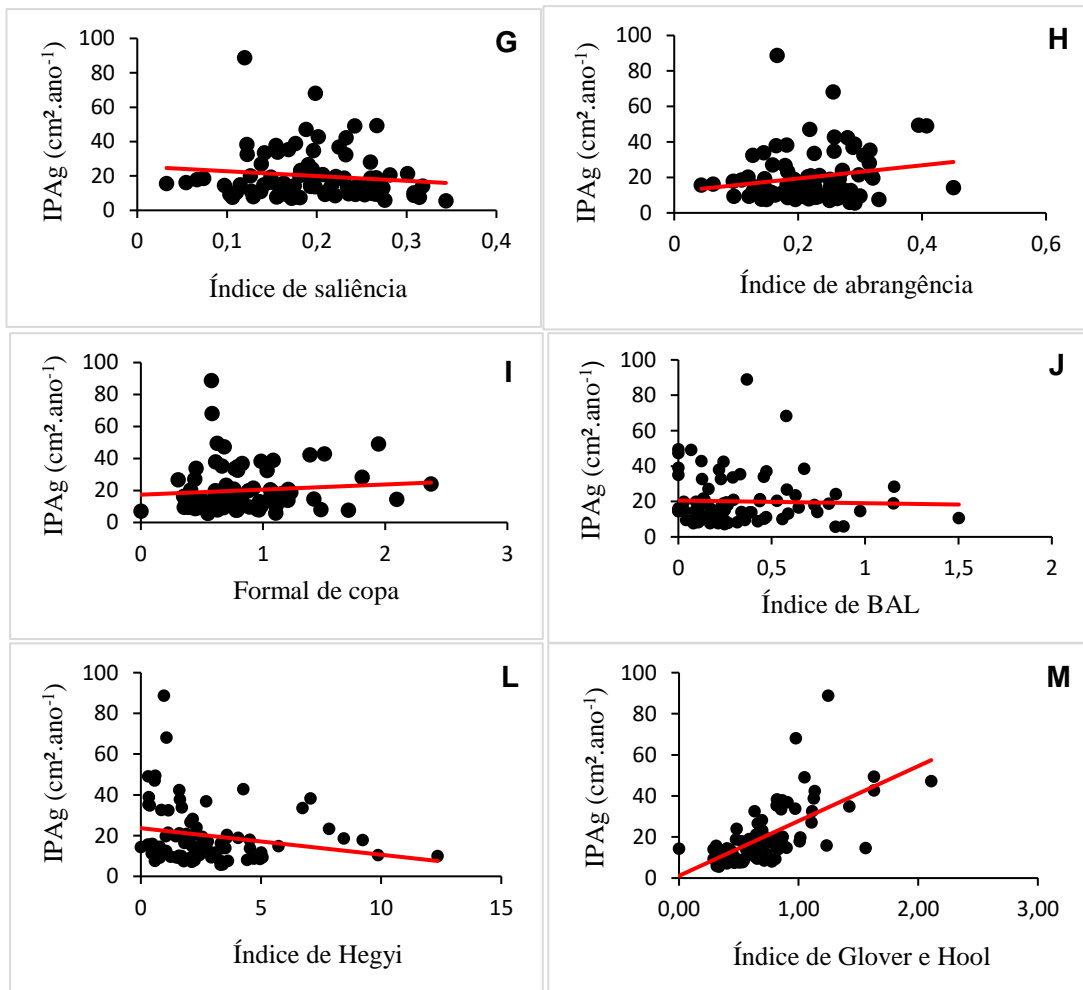 G
IPAg (cm².ano⁻¹)
100
80
60
40
20
0
0 0,1 0,2 0,3 0,4
Índice de saliência
H
IPAg (cm².ano⁻¹)
100
80
60
40
20
0
0 0,2 0,4 0,6
Índice de abrangência
I
IPAg (cm².ano⁻¹)
100
80
60
40
20
0
0 1 2 3
Formal de copa
J
IPAg (cm².ano⁻¹)
100
80
60
40
20
0
0 0,5 1 1,5 2
Índice de BAL
L
IPAg (cm².ano⁻¹)
100
80
60
40
20
0
0 5 10 15
Índice de Hegyi
M
IPAg (cm².ano⁻¹)
100
80
60
40
20
0
0,00 1,00 2,00 3,00
Índice de Glover e Hool